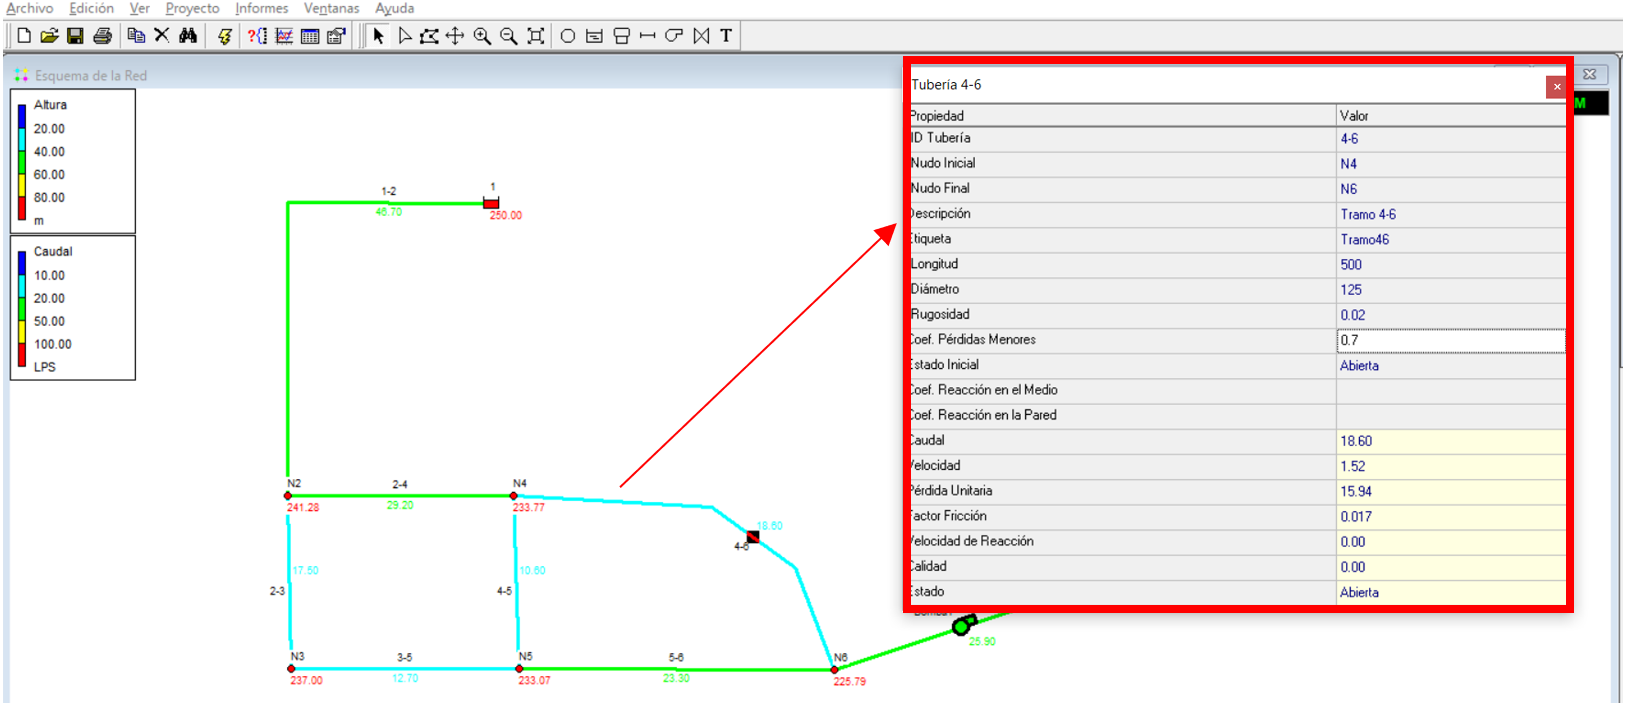 Archivo Edición Ver Proyecto Informes Ventanas Ayuda
T
Esquema de la Red
M
Altura
20.00
40.00
60.00
80.00
m
Caudal
10.00
20.00
50.00
100.00
LPS
1-2
1
46.70
250.00
N2
2-4
N4
241.28
29.20
233.77
18.60
4-6
17.50
10.60
2-3
4-5
N3
3-5
N5
5-6
N6
237.00
12.70
233.07
23.30
225.79
25.90
Tubería 4-6
Propiedad Valor
ID Tubería 4-6
Nudo Inicial N4
Nudo Final N6
Descripción Tramo 4-6
Etiqueta Tramo46
Longitud 500
Diámetro 125
Rugosidad 0.02
Coef. Pérdidas Menores 0.7
Estado Inicial Abierta
Coef. Reacción en el Medio
Coef. Reacción en la Pared
Caudal 18.60
Velocidad 1.52
Pérdida Unitaria 15.94
Factor Fricción 0.017
Velocidad de Reacción 0.00
Calidad 0.00
Estado Abierta